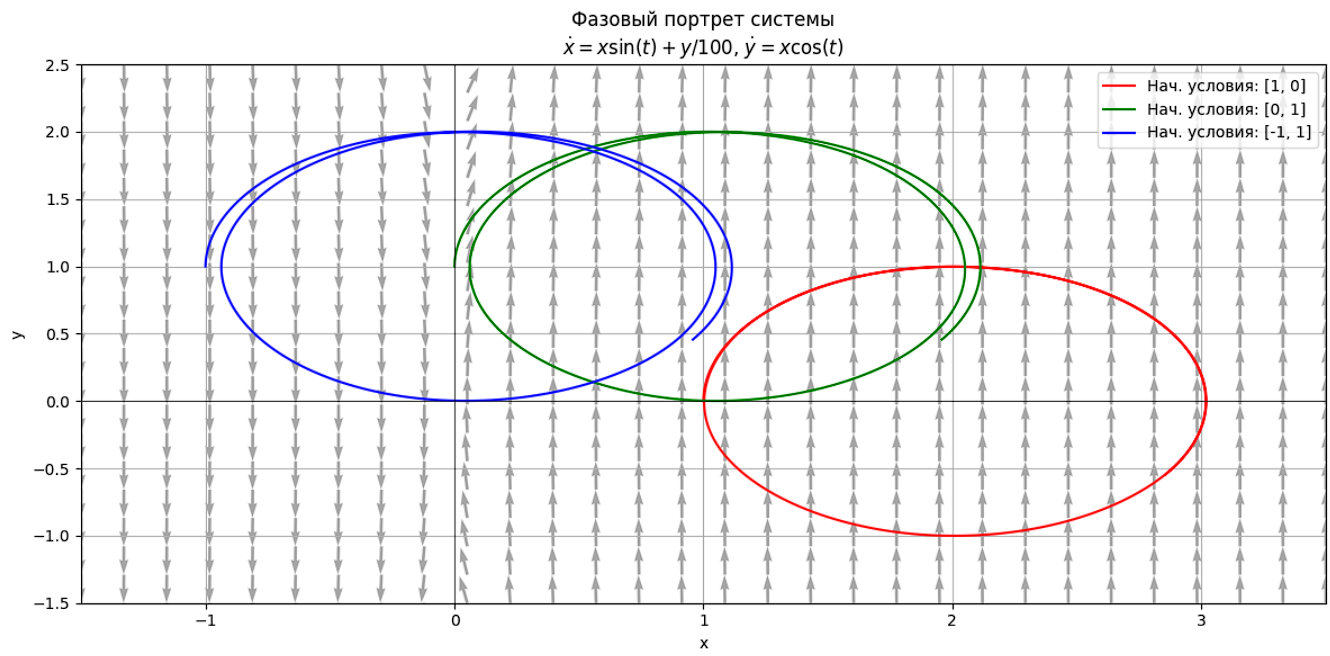 Фазовый портрет системы
ẋ = xsin(t) + y/100, ẏ = xcos(t)
2.5
2.0
1.5
1.0
0.5
0.0
−0.5
−1.0
−1.5
y
Нач. условия: [1, 0]
Нач. условия: [0, 1]
Нач. условия: [-1, 1]
−1 0 1 2 3
x